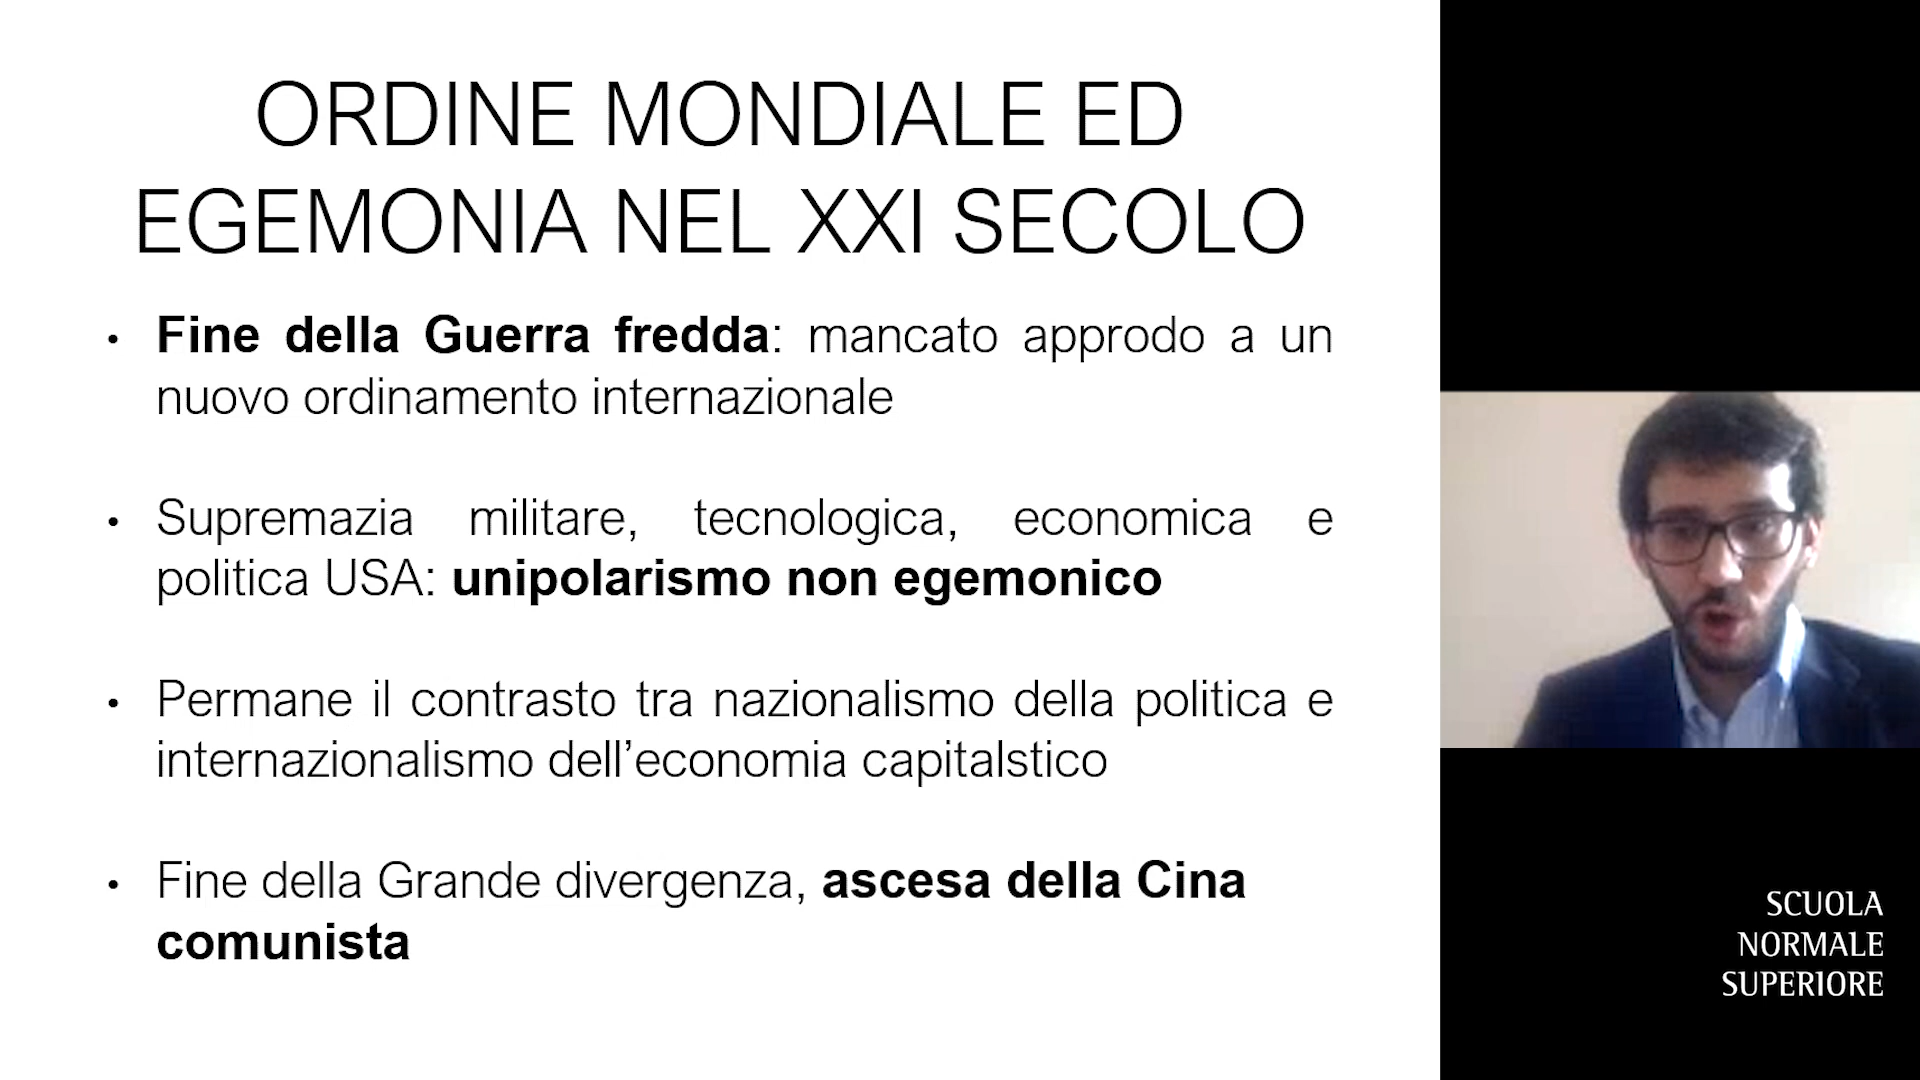 ORDINE MONDIALE ED
EGEMONIA NEL XXI SECOLO
• Fine della Guerra fredda: mancato approdo a un
nuovo ordinamento internazionale
• Supremazia militare, tecnologica, economica e
politica USA: unipolarismo non egemonico
• Permane il contrasto tra nazionalismo della politica e
internazionalismo dell’economia capitalstico
• Fine della Grande divergenza, ascesa della Cina
comunista
SCUOLA
NORMALE
SUPERIORE